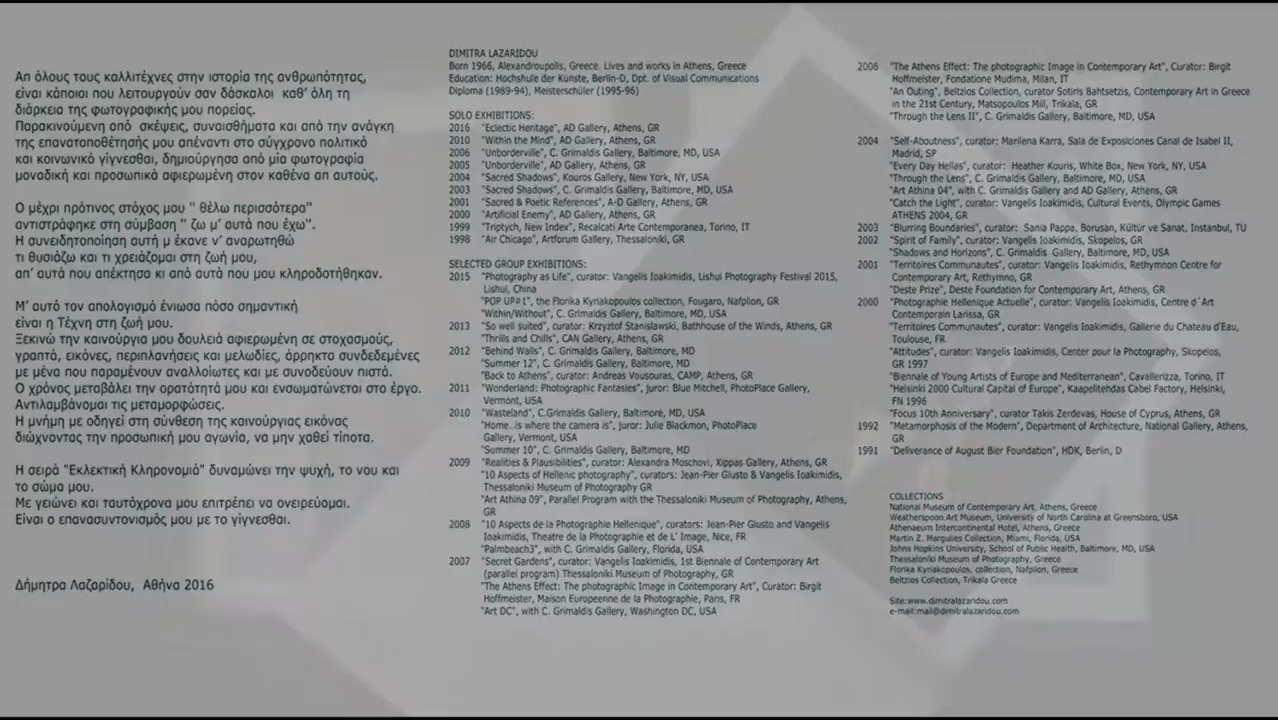 Απ όλους τους καλλιτέχνες στην ιστορία της ανθρωπότητας,
είναι κάποιοι που λειτουργούν σαν δάσκαλοι καθ' όλη τη
διάρκεια της φωτογραφικής μου πορείας.
Παρακινούμενη από σκέψεις, συναισθήματα και από την ανάγκη
της επανατοποθέτησής μου απέναντι στο σύγχρονο πολιτικό
και κοινωνικό γίγνεσθαι, δημιούργησα από μία φωτογραφία
μοναδική και προσωπικά αφιερωμένη στον καθένα απ αυτούς.
Ο μέχρι πρότινος στόχος μου " θέλω περισσότερα"
αντιστράφηκε στη σύμβαση " ζω μ' αυτά που έχω".
Η συνειδητοποίηση αυτή μ έκανε ν' αναρωτηθώ
τι θυσιάζω και τι χρειάζομαι στη ζωή μου,
απ' αυτά που απέκτησα κι από αυτά που μου κληροδοτήθηκαν.
Μ' αυτό τον απολογισμό ένιωσα πόσο σημαντική
είναι η Τέχνη στη ζωή μου.
Ξεκινώ την καινούργια μου δουλειά αφιερωμένη σε στοχασμούς,
γραπτά, εικόνες, περιπλανήσεις και μελωδίες, άρρηκτα συνδεδεμένες
με μένα που παραμένουν αναλλοίωτες και με συνοδεύουν πιστά.
Ο χρόνος μεταβάλει την ορατότητά μου και ενσωματώνεται στο έργο.
Αντιλαμβάνομαι τις μεταμορφώσεις.
Η μνήμη με οδηγεί στη σύνθεση της καινούργιας εικόνας
διώχνοντας την προσωπική μου αγωνία, να μην χαθεί τίποτα.
Η σειρά "Εκλεκτική Κληρονομιά" δυναμώνει την ψυχή, το νου και
το σώμα μου.
Με γειώνει και ταυτόχρονα μου επιτρέπει να ονειρεύομαι.
Είναι ο επανασυντονισμός μου με το γίγνεσθαι.
Δήμητρα Λαζαρίδου, Αθήνα 2016
DIMITRA LAZARIDOU
Born 1966, Alexandroupolis, Greece. Lives and works in Athens, Greece
Education: Hochschule der Künste, Berlin-D, Dpt. of Visual Communications
Diploma (1989-94), Meisterschüler (1995-96)
SOLO EXHIBITIONS:
2016 "Eclectic Heritage", AD Gallery, Athens, GR
2010 "Within the Mind", AD Gallery, Athens, GR
2006 "Unborderville", C. Grimaldis Gallery, Baltimore, MD, USA
2005 "Unborderville", AD Gallery, Athens, GR
2004 "Sacred Shadows", Kouros Gallery, New York, NY, USA
2003 "Sacred Shadows", C. Grimaldis Gallery, Baltimore, MD, USA
2001 "Sacred & Poetic References", A-D Gallery, Athens, GR
2000 "Artificial Enemy", AD Gallery, Athens, GR
1999 "Triptych, New Index", Recalcati Arte Contemporanea, Torino, IT
1998 "Air Chicago", Artforum Gallery, Thessaloniki, GR
SELECTED GROUP EXHIBITIONS:
2015 "Photography as Life", curator: Vangelis Ioakimidis, Lishui Photography Festival 2015,
Lishui, China
"POP UP#1", the Florika Kyriakopoulos collection, Fougaro, Nafplion, GR
"Within/Without", C. Grimaldis Gallery, Baltimore, MD, USA
2013 "So well suited", curator: Krzysztof Stanislawski, Bathhouse of the Winds, Athens, GR
"Thrills and Chills", CAN Gallery, Athens, GR
2012 "Behind Walls", C. Grimaldis Gallery, Baltimore, MD
"Summer 12", C. Grimaldis Gallery, Baltimore, MD
"Back to Athens", curator: Andreas Vousouras, CAMP, Athens, GR
2011 "Wonderland: Photographic Fantasies", juror: Blue Mitchell, PhotoPlace Gallery,
Vermont, USA
2010 "Wasteland", C.Grimaldis Gallery, Baltimore, MD, USA
"Home..is where the camera is", juror: Julie Blackmon, PhotoPlace
Gallery, Vermont, USA
"Summer 10", C. Grimaldis Gallery, Baltimore, MD
2009 "Realities & Plausibilities", curator: Alexandra Moschovi, Xippas Gallery, Athens, GR
"10 Aspects of Hellenic photography", curators: Jean-Pier Giusto & Vangelis Ioakimidis,
Thessaloniki Museum of Photography GR
"Art Athina 09", Parallel Program with the Thessaloniki Museum of Photography, Athens,
GR
2008 "10 Aspects de la Photographie Hellenique", curators: Jean-Pier Giusto and Vangelis
Ioakimidis, Theatre de la Photographie et de L' Image, Nice, FR
"Palmbeach3", with C. Grimaldis Gallery, Florida, USA
2007 "Secret Gardens", curator: Vangelis Ioakimidis, 1st Biennale of Contemporary Art
(parallel program) Thessaloniki Museum of Photography, GR
"The Athens Effect: The photographic Image in Contemporary Art", Curator: Birgit
Hoffmeister, Maison Europeenne de la Photographie, Paris, FR
"Art DC", with C. Grimaldis Gallery, Washington DC, USA
2006 "The Athens Effect: The photographic Image in Contemporary Art", Curator: Birgit
Hoffmeister, Fondatione Mudima, Milan, IT
"An Outing", Beltzios Collection, curator Sotiris Bahtsetzis, Contemporary Art in Greece
in the 21st Century, Matsopoulos Mill, Trikala, GR
"Through the Lens II", C. Grimaldis Gallery, Baltimore, MD, USA
2004 "Self-Aboutness", curator: Marilena Karra, Sala de Exposiciones Canal de Isabel II,
Madrid, SP
"Every Day Hellas", curator: Heather Kouris, White Box, New York, NY, USA
"Through the Lens", C. Grimaldis Gallery, Baltimore, MD, USA
"Art Athina 04", with C. Grimaldis Gallery and AD Gallery, Athens, GR
"Catch the Light", curator: Vangelis Ioakimidis, Cultural Events, Olympic Games
ATHENS 2004, GR
2003 "Blurring Boundaries", curator: Sania Pappa, Borusan, Kültür ve Sanat, Instanbul, TU
2002 "Spirit of Family", curator: Vangelis Ioakimidis, Skopelos, GR
"Shadows and Horizons", C. Grimaldis Gallery, Baltimore, MD, USA
2001 "Territoires Communautes", curator: Vangelis Ioakimidis, Rethymnon Centre for
Contemporary Art, Rethymno, GR
"Deste Prize", Deste Foundation for Contemporary Art, Athens, GR
2000 "Photographie Hellenique Actuelle", curator: Vangelis Ioakimidis, Centre d´Art
Contemporain Larissa, GR
"Territoires Communautes", curator: Vangelis Ioakimidis, Gallerie du Chateau d'Eau,
Toulouse, FR
"Attitudes", curator: Vangelis Ioakimidis, Center pour la Photography, Skopelos,
GR 1997
"Biennale of Young Artists of Europe and Mediterranean", Cavallerizza, Torino, IT
"Helsinki 2000 Cultural Capital of Europe", Kaapelitehdas Cabel Factory, Helsinki,
FN 1996
"Focus 10th Anniversary", curator Takis Zerdevas, House of Cyprus, Athens, GR
1992 "Metamorphosis of the Modern", Department of Architecture, National Gallery, Athens,
GR
1991 "Deliverance of August Bier Foundation", HDK, Berlin, D
COLLECTIONS
National Museum of Contemporary Art, Athens, Greece
Weatherspoon Art Museum, University of North Carolina at Greensboro, USA
Athenaeum Intercontinental Hotel, Athens, Greece
Martin Z. Margulies Collection, Miami, Florida, USA
Johns Hopkins University, School of Public Health, Baltimore, MD, USA
Thessaloniki Museum of Photography, Greece
Florika Kyriakopoulos, collection, Nafplion, Greece
Beltzios Collection, Trikala Greece
Site:www.dimitralazaridou.com
e-mail:mail@dimitralazaridou.com